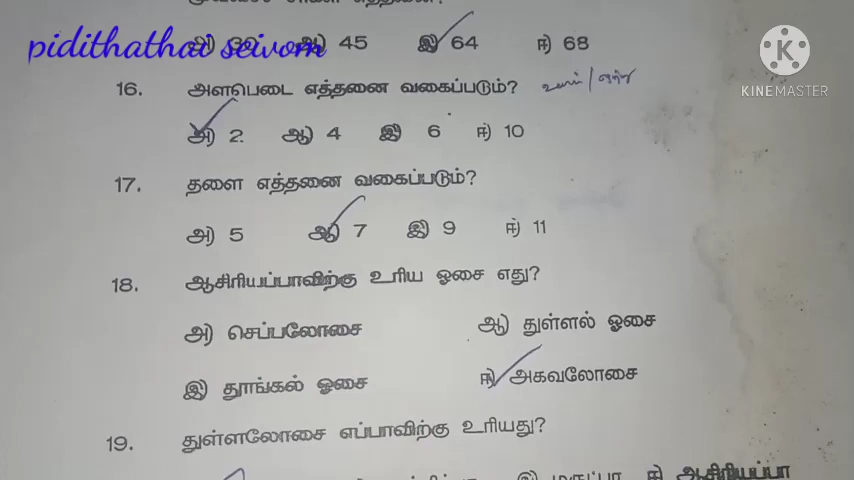 pidithathai seivom
எத்தனை?
45 இ) 64 ஈ) 68
16. அளபெடை எத்தனை வகைப்படும்?
அ) 2 ஆ) 4 இ) 6 ஈ) 10
17. தளை எத்தனை வகைப்படும்?
அ) 5 ஆ) 7 இ) 9 ஈ) 11
18. ஆசிரியப்பாவிற்கு உரிய ஓசை எது?
அ) செப்பலோசை ஆ) துள்ளல் ஓசை
இ) தூங்கல் ஓசை ஈ) அகவலோசை
19. துள்ளலோசை எப்பாவிற்கு உரியது?
ஈ) ஆசிரியப்பா
KINEMASTER